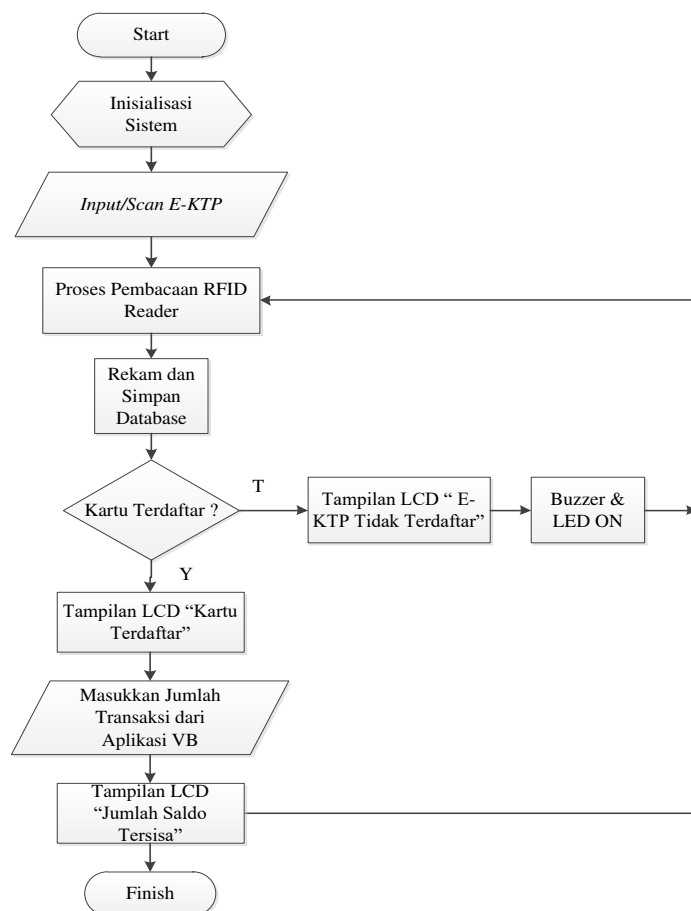 Start
Inisialisasi
Sistem
Input/Scan E-KTP
Proses Pembacaan RFID
Reader
Rekam dan
Simpan
Database
Kartu Terdaftar ?
T
Tampilan LCD “ E-
KTP Tidak Terdaftar”
Buzzer &
LED ON
Y
Tampilan LCD “Kartu
Terdaftar”
Masukkan Jumlah
Transaksi dari
Aplikasi VB
Tampilan LCD
“Jumlah Saldo
Tersisa”
Finish